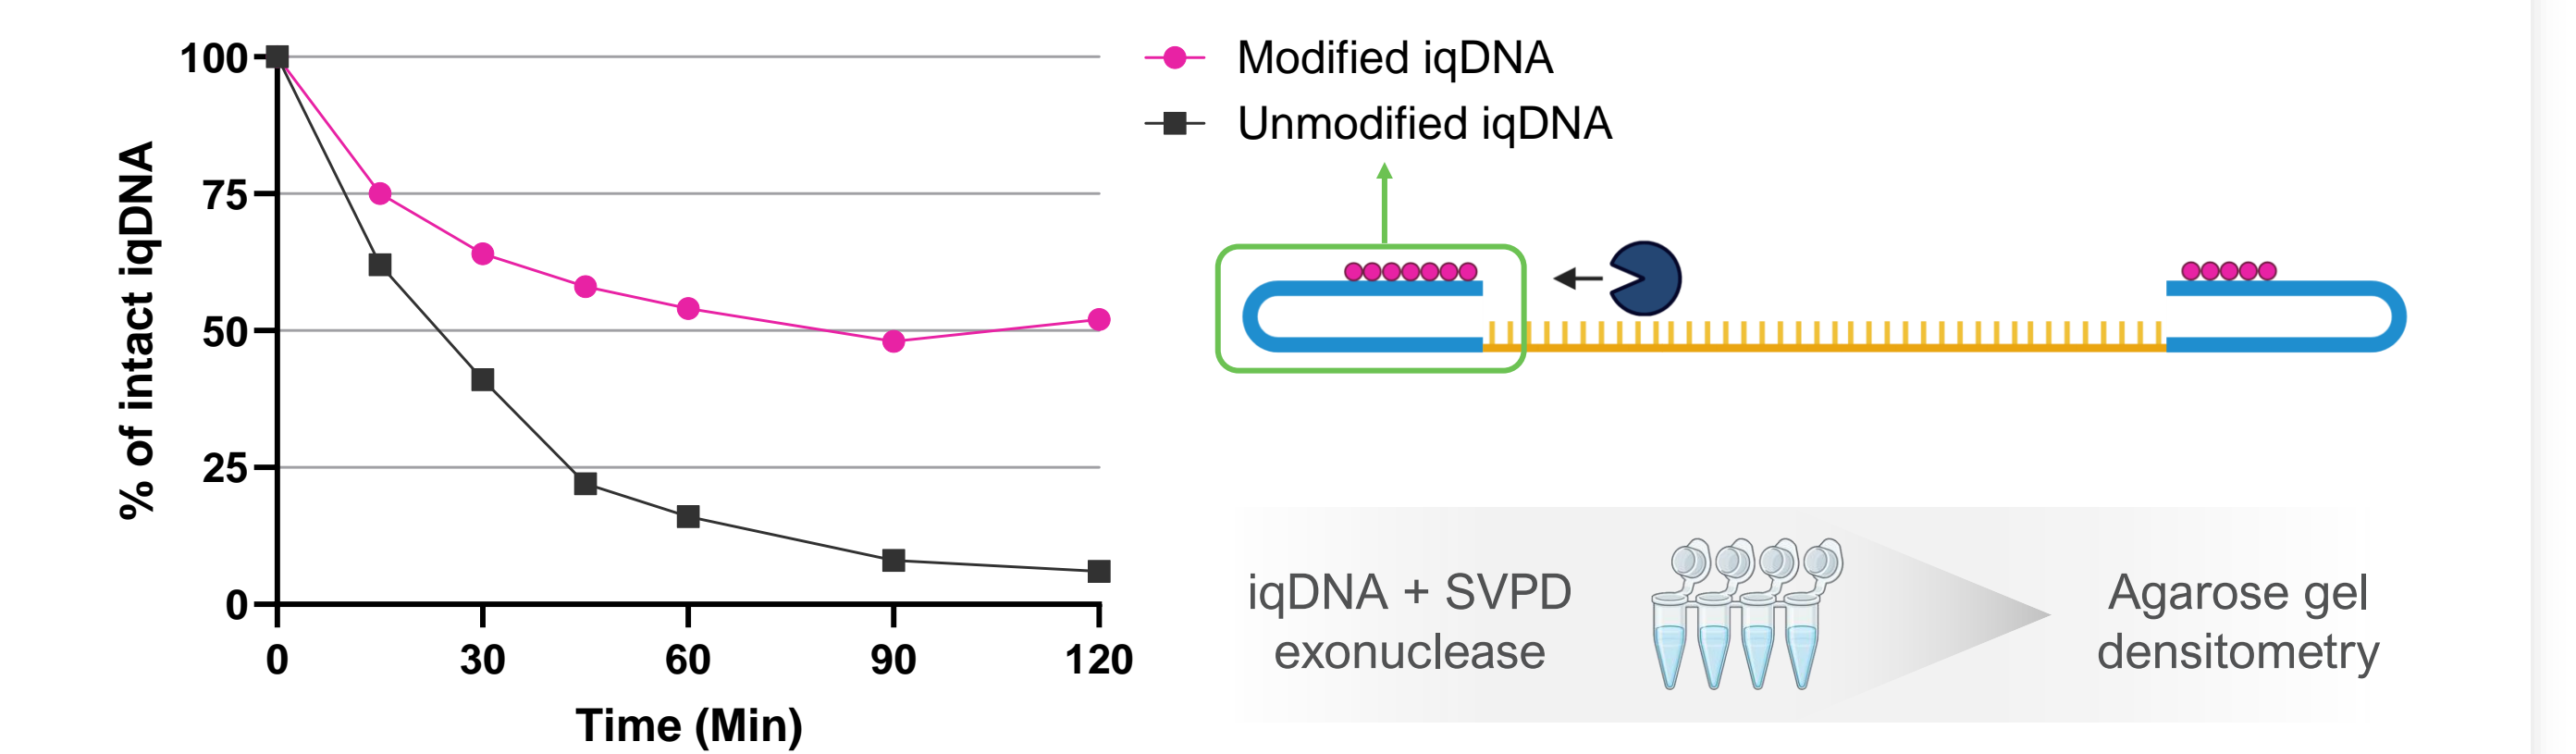 % of intact iqDNA
100
75
50
25
0
0 30 60 90 120
Time (Min)
Modified iqDNA
Unmodified iqDNA
iqDNA + SVPD
exonuclease
Agarose gel
densitometry